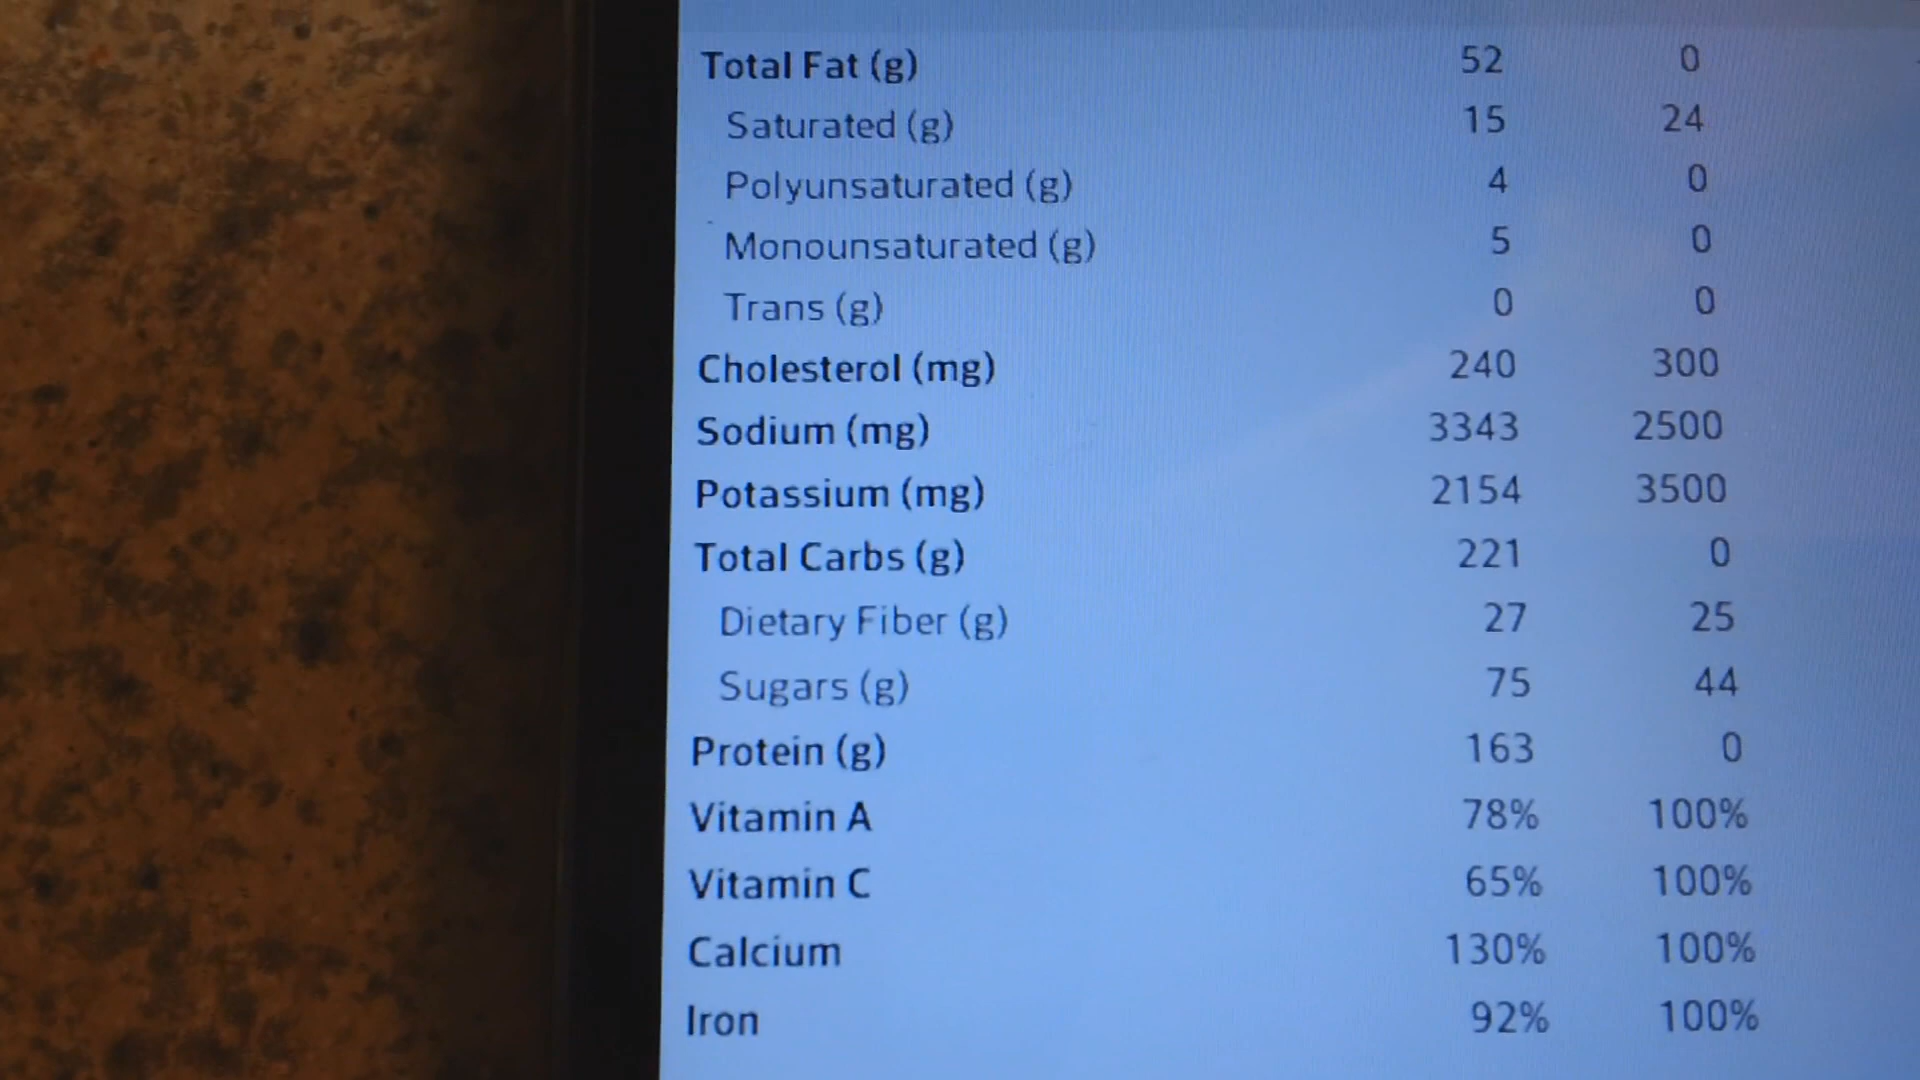 Total Fat (g) 52 0
Saturated (g) 15 24
Polyunsaturated (g) 4 0
Monounsaturated (g) 5 0
Trans (g) 0 0
Cholesterol (mg) 240 300
Sodium (mg) 3343 2500
Potassium (mg) 2154 3500
Total Carbs (g) 221 0
Dietary Fiber (g) 27 25
Sugars (g) 75 44
Protein (g) 163 0
Vitamin A 78% 100%
Vitamin C 65% 100%
Calcium 130% 100%
Iron 92% 100%